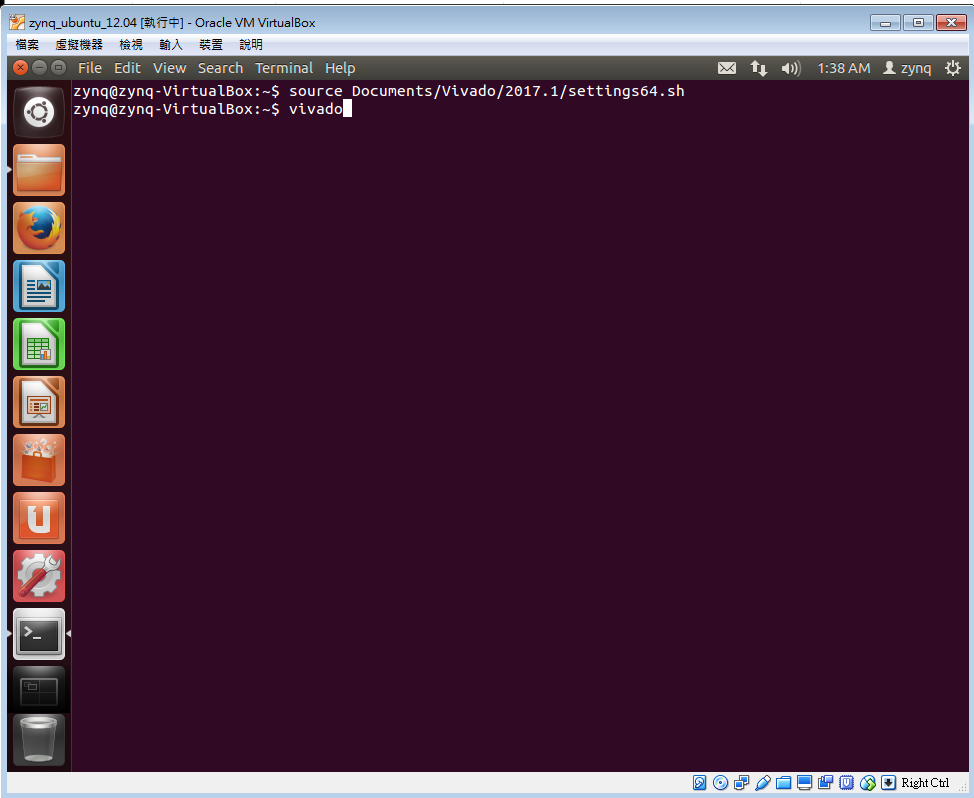 zynq_ubuntu_12.04 [執行中] - Oracle VM VirtualBox
檔案 虛擬機器 檢視 輸入 裝置 說明
File Edit View Search Terminal Help 1:38 AM zynq
zynq@zynq-VirtualBox:~$ source Documents/Vivado/2017.1/settings64.sh
zynq@zynq-VirtualBox:~$ vivado
Right Ctrl